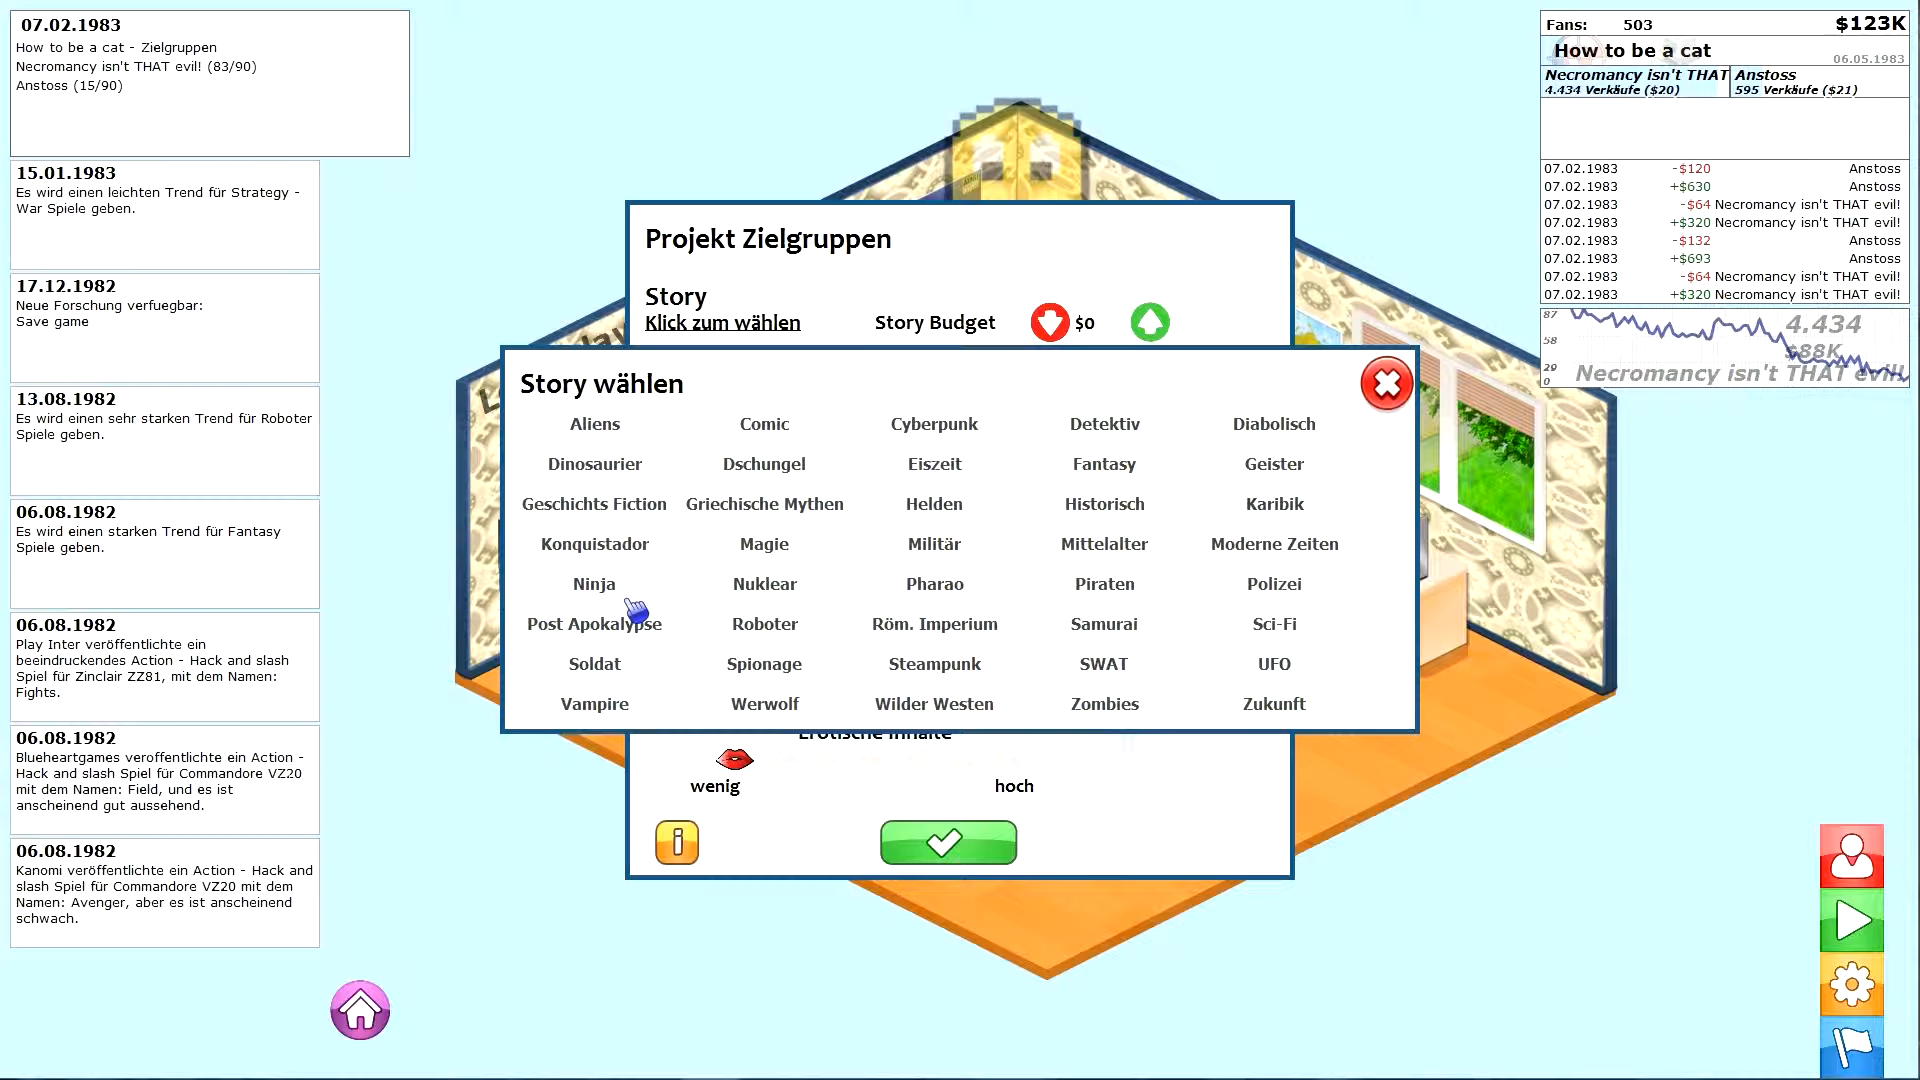 07.02.1983
How to be a cat - Zielgruppen
Necromancy isn't THAT evil! (83/90)
Anstoss (15/90)
15.01.1983
Es wird einen leichten Trend für Strategy -
War Spiele geben.
17.12.1982
Neue Forschung verfuegbar:
Save game
13.08.1982
Es wird einen sehr starken Trend für Roboter
Spiele geben.
06.08.1982
Es wird einen starken Trend für Fantasy
Spiele geben.
06.08.1982
Play Inter veröffentlichte ein
beeindruckendes Action - Hack and slash
Spiel für Zinclair ZZ81, mit dem Namen:
Fights.
06.08.1982
Blueheartgames veroffentlichte ein Action -
Hack and slash Spiel für Commandore VZ20
mit dem Namen: Field, und es ist
anscheinend gut aussehend.
06.08.1982
Kanomi veröffentlichte ein Action - Hack and
slash Spiel für Commandore VZ20 mit dem
Namen: Avenger, aber es ist anscheinend
schwach.
Projekt Zielgruppen
Story
Klick zum wählen Story Budget $0
Story wählen
Aliens Comic Cyberpunk Detektiv Diabolisch
Dinosaurier Dschungel Eiszeit Fantasy Geister
Geschichts Fiction Griechische Mythen Helden Historisch Karibik
Konquistador Magie Militär Mittelalter Moderne Zeiten
Ninja Nuklear Pharao Piraten Polizei
Post Apokalypse Roboter Röm. Imperium Samurai Sci-Fi
Soldat Spionage Steampunk SWAT UFO
Vampire Werwolf Wilder Westen Zombies Zukunft
Erotische Inhalte
wenig hoch
Fans: 503 $123K
How to be a cat 06.05.1983
Necromancy isn't THAT Anstoss
4.434 Verkäufe ($20) 595 Verkäufe ($21)
07.02.1983 -$120 Anstoss
07.02.1983 +$630 Anstoss
07.02.1983 -$64 Necromancy isn't THAT evil!
07.02.1983 +$320 Necromancy isn't THAT evil!
07.02.1983 -$132 Anstoss
07.02.1983 +$693 Anstoss
07.02.1983 -$64 Necromancy isn't THAT evil!
07.02.1983 +$320 Necromancy isn't THAT evil!
87
58
29
0
4.434
$88K
Necromancy isn't THAT evil!